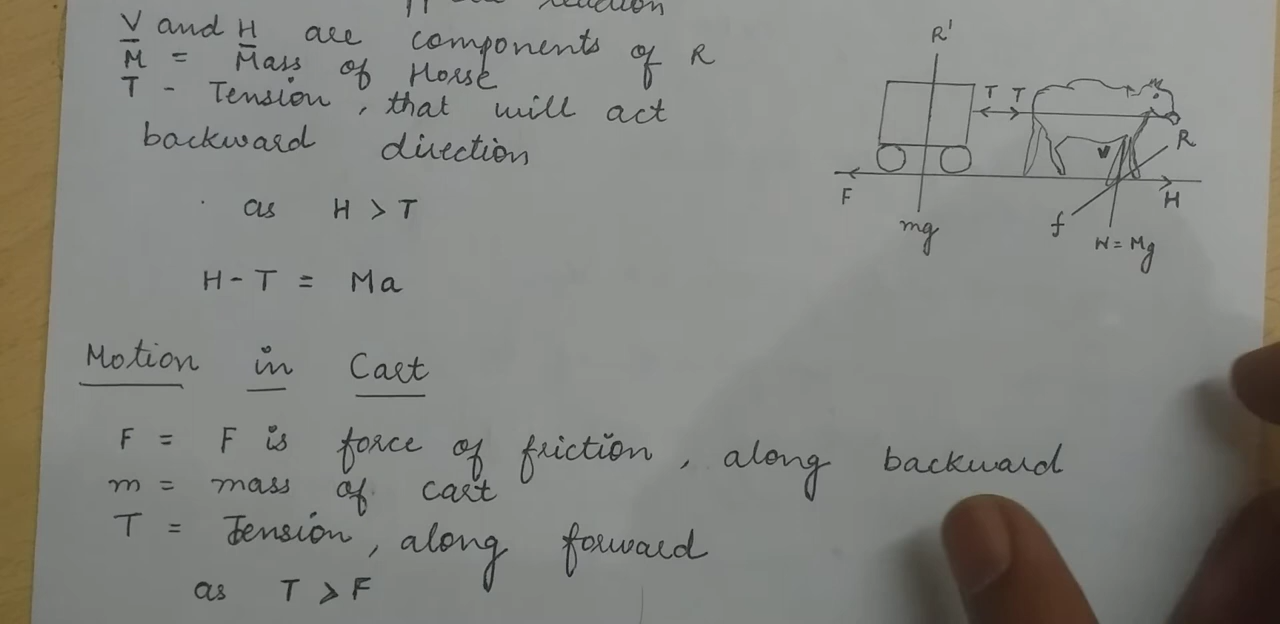 reaction
V and H are components of R
M = Mass of Horse
T - Tension, that will act
backward direction
as H > T
H - T = Ma
Motion in Cart
F = F is force of friction, along backward
m = mass of cart
T = Tension, along forward
as T > F
R'
T T
R
V
F
H
mg
f
W = Mg